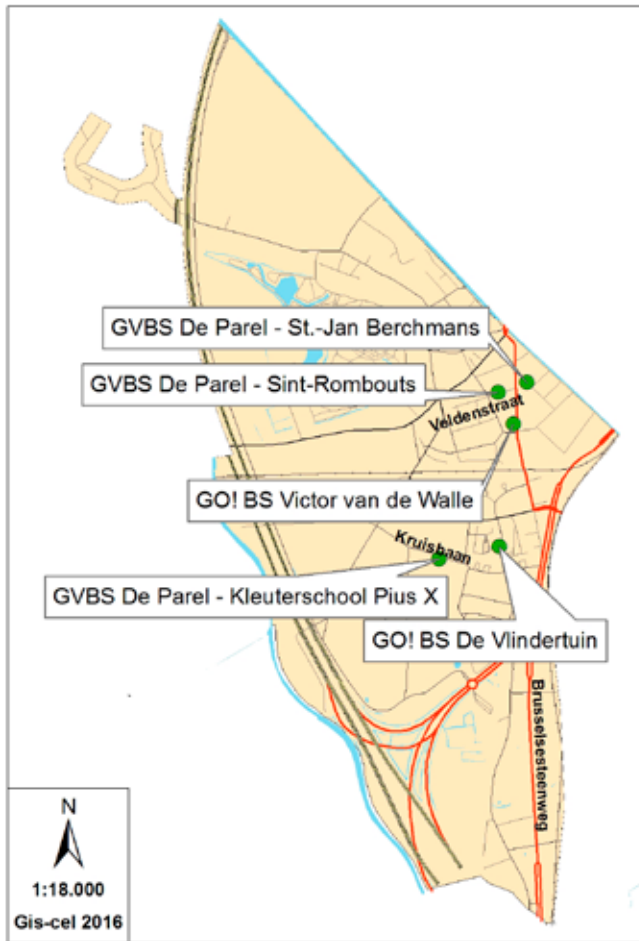 GVBS De Parel - St.-Jan Berchmans
GVBS De Parel - Sint-Rombouts
Veldenstraat
GO! BS Victor van de Walle
Kruisbaan
GVBS De Parel - Kleuterschool Pius X
GO! BS De Vlindertuin
Brusselsesteenweg
N
1:18.000
Gis-cel 2016